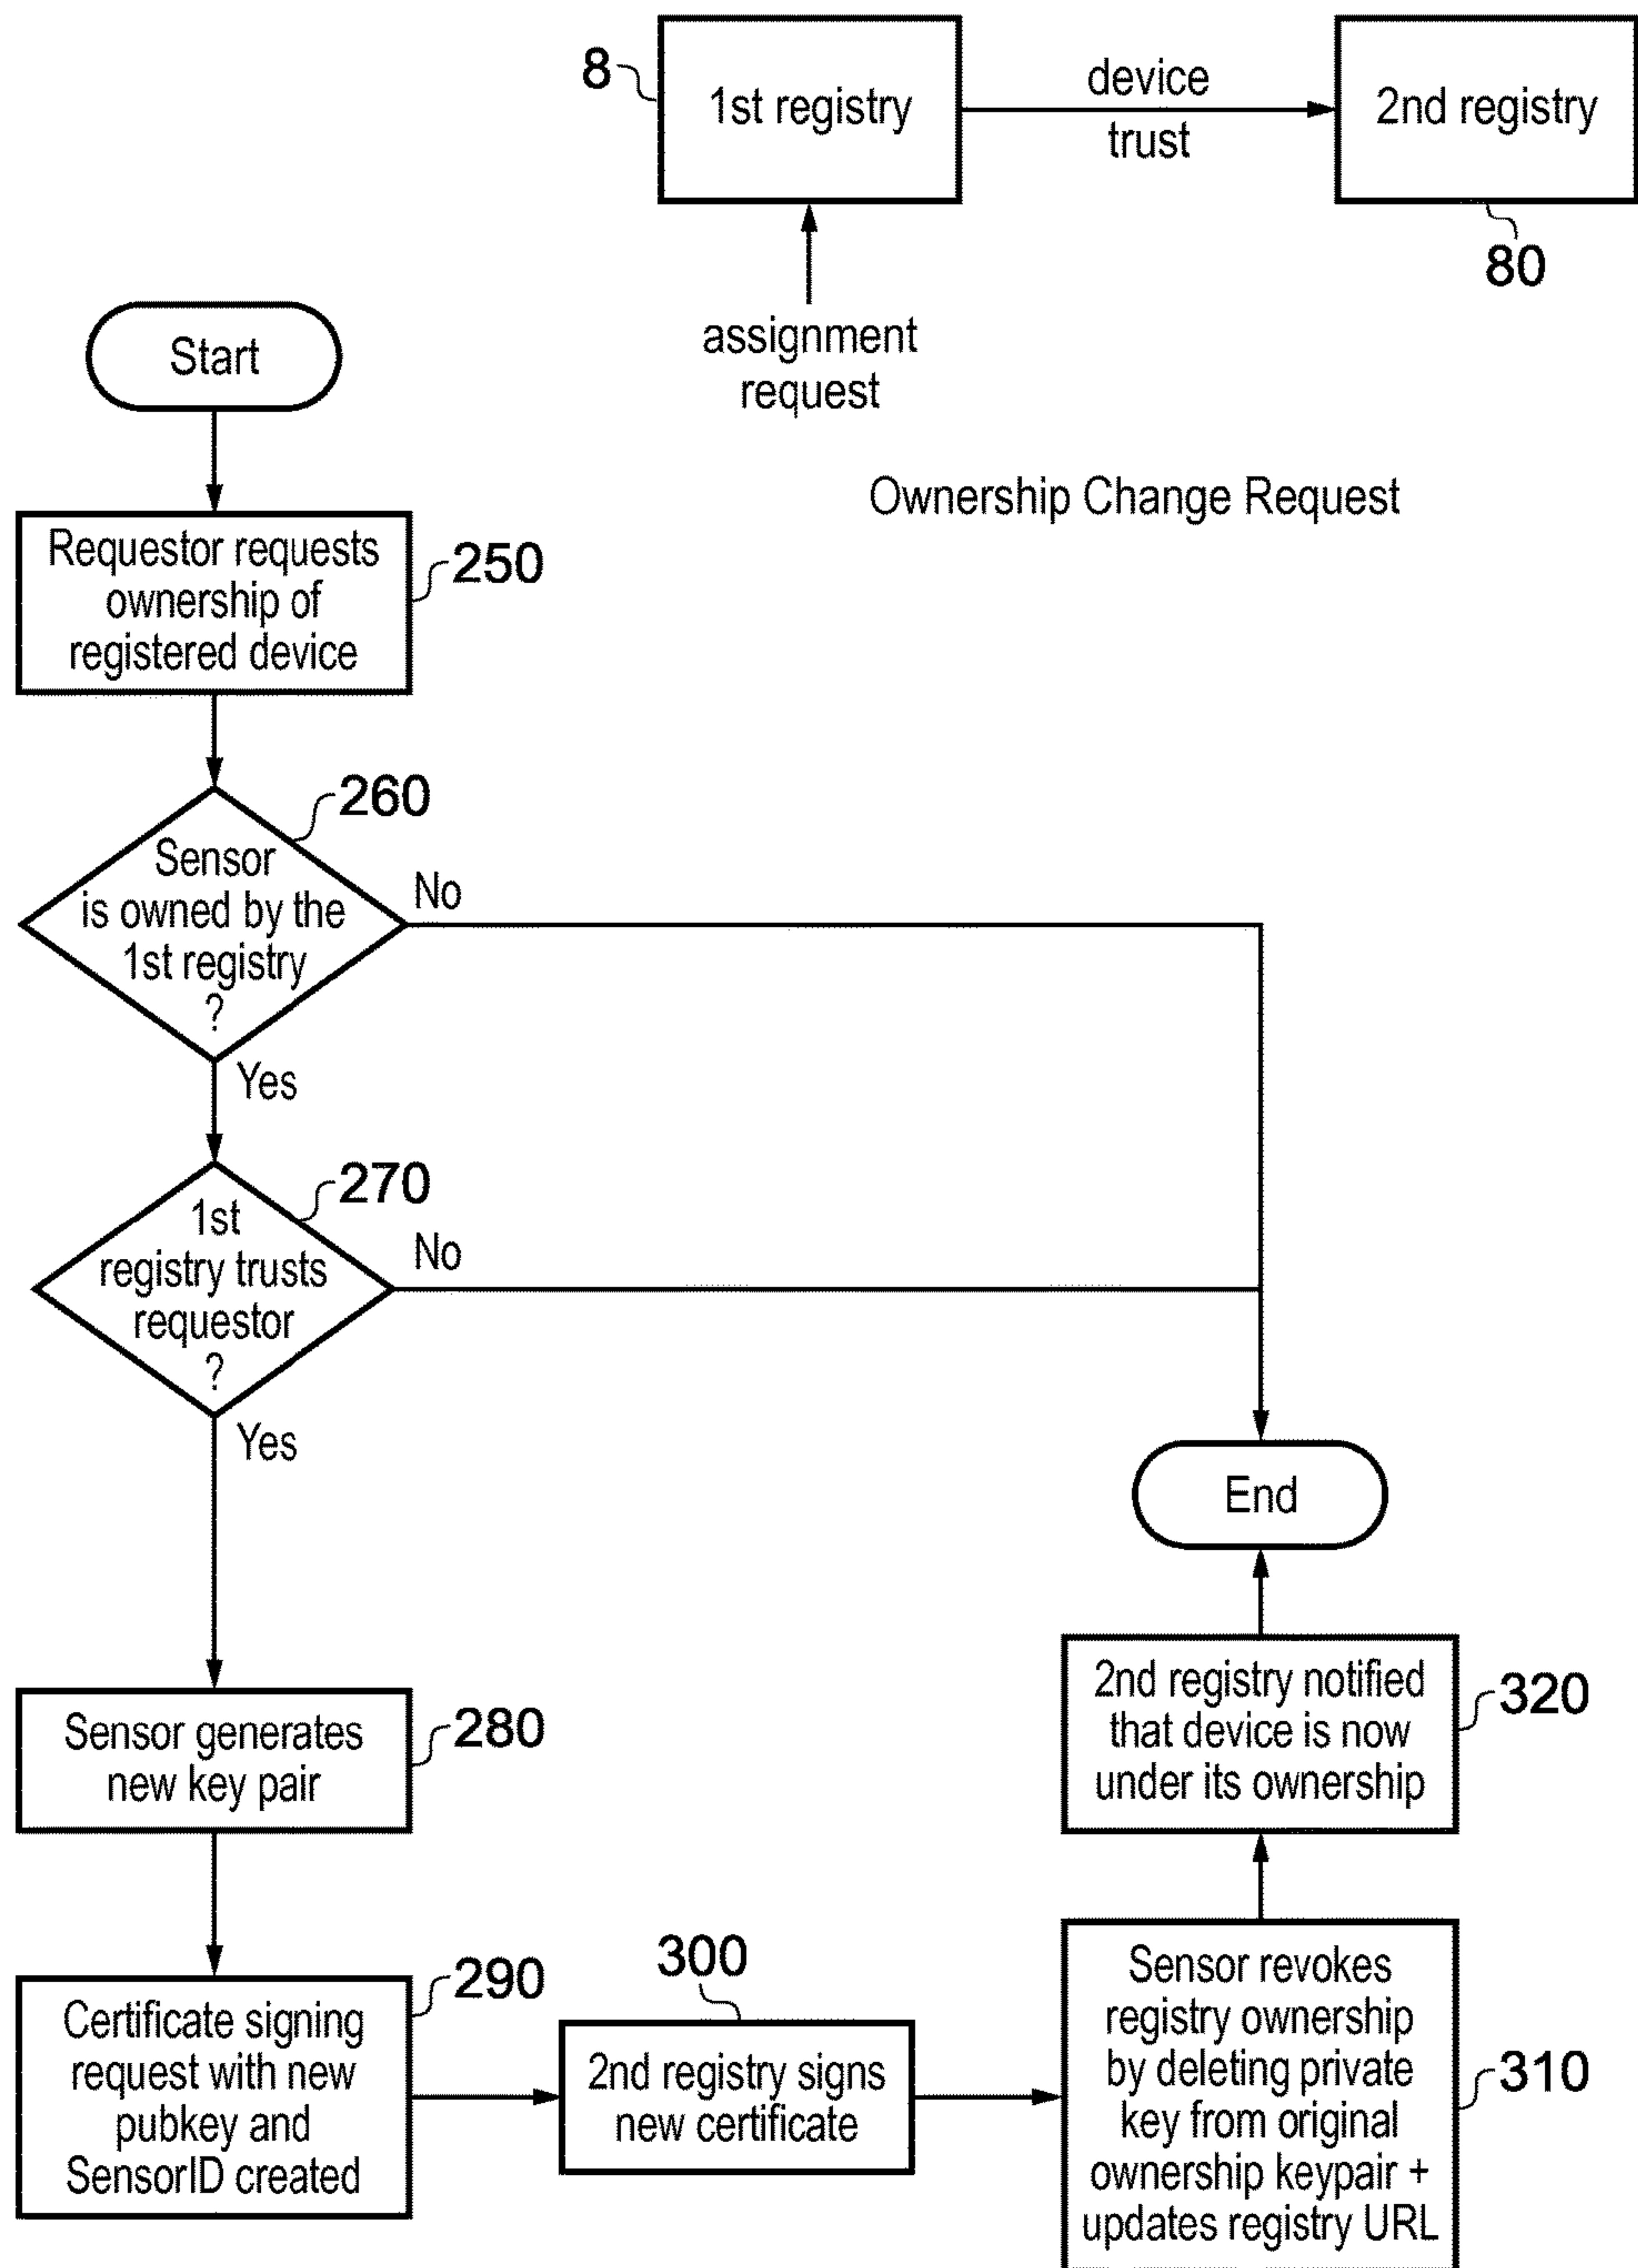 8
1st registry
device
trust
2nd registry
80
assignment
request
Ownership Change Request
Start
Requestor requests
ownership of
registered device
250
Sensor
is owned by the
1st registry
?
260
No
Yes
1st
registry trusts
requestor
?
270
No
Yes
Sensor generates
new key pair
280
Certificate signing
request with new
pubkey and
SensorID created
290
300
2nd registry signs
new certificate
Sensor revokes
registry ownership
by deleting private
key from original
ownership keypair +
updates registry URL
310
2nd registry notified
that device is now
under its ownership
320
End